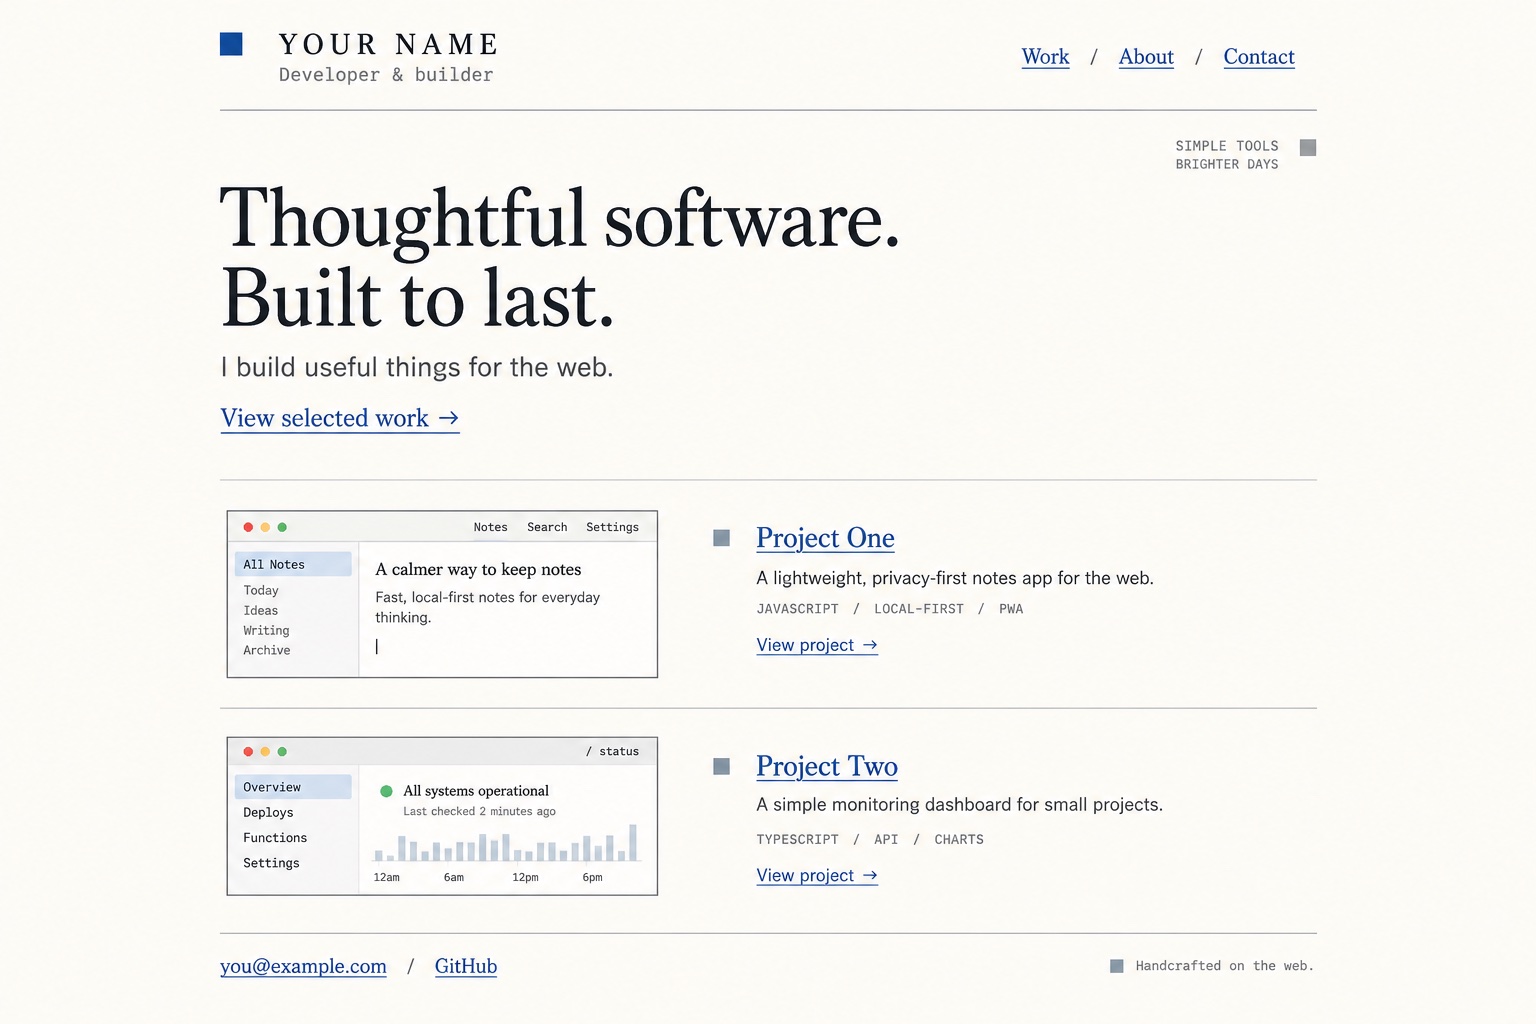 YOUR NAME
Developer & builder
Work / About / Contact
SIMPLE TOOLS
BRIGHTER DAYS
Thoughtful software.
Built to last.
I build useful things for the web.
View selected work →
Notes Search Settings
All Notes
Today
Ideas
Writing
Archive
A calmer way to keep notes
Fast, local-first notes for everyday
thinking.
Project One
A lightweight, privacy-first notes app for the web.
JAVASCRIPT / LOCAL-FIRST / PWA
View project →
/ status
Overview
Deploys
Functions
Settings
All systems operational
Last checked 2 minutes ago
12am 6am 12pm 6pm
Project Two
A simple monitoring dashboard for small projects.
TYPESCRIPT / API / CHARTS
View project →
you@example.com / GitHub
Handcrafted on the web.